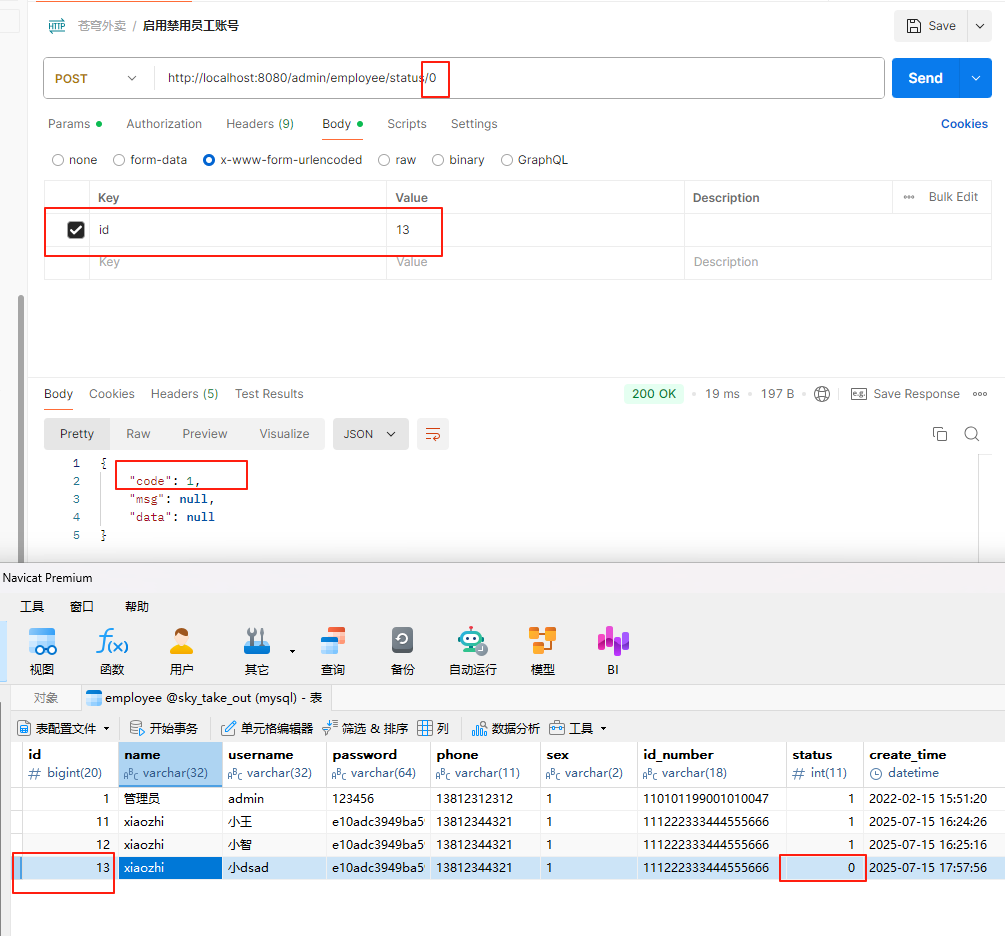 HTTP 苍穹外卖 / 启用禁用员工账号 Save
POST http://localhost:8080/admin/employee/status/0 Send
Params Authorization Headers (9) Body Scripts Settings Cookies
none form-data x-www-form-urlencoded raw binary GraphQL
Key Value Description Bulk Edit
id 13
Key Value Description
Body Cookies Headers (5) Test Results 200 OK 19 ms 197 B e.g. Save Response
Pretty Raw Preview Visualize JSON
1 {
2 "code": 1,
3 "msg": null,
4 "data": null
5 }
Navicat Premium
工具 窗口 帮助
视图 函数 用户 其它 查询 备份 自动运行 模型 BI
对象 employee @sky_take_out (mysql) - 表
表配置文件 开始事务 单元格编辑器 筛选 & 排序 列 数据分析 工具
id name username password phone sex id_number status create_time
# bigint(20) ABC varchar(32) ABC varchar(32) ABC varchar(64) ABC varchar(11) ABC varchar(2) ABC varchar(18) # int(11) datetime
1 管理员 admin 123456 13812312312 1 110101199001010047 1 2022-02-15 15:51:20
11 xiaozhi 小王 e10adc3949ba5 13812344321 1 111222333444555666 1 2025-07-15 16:24:26
12 xiaozhi 小智 e10adc3949ba5 13812344321 1 111222333444555666 1 2025-07-15 16:25:16
13 xiaozhi 小dsad e10adc3949ba5 13812344321 1 111222333444555666 0 2025-07-15 17:57:56